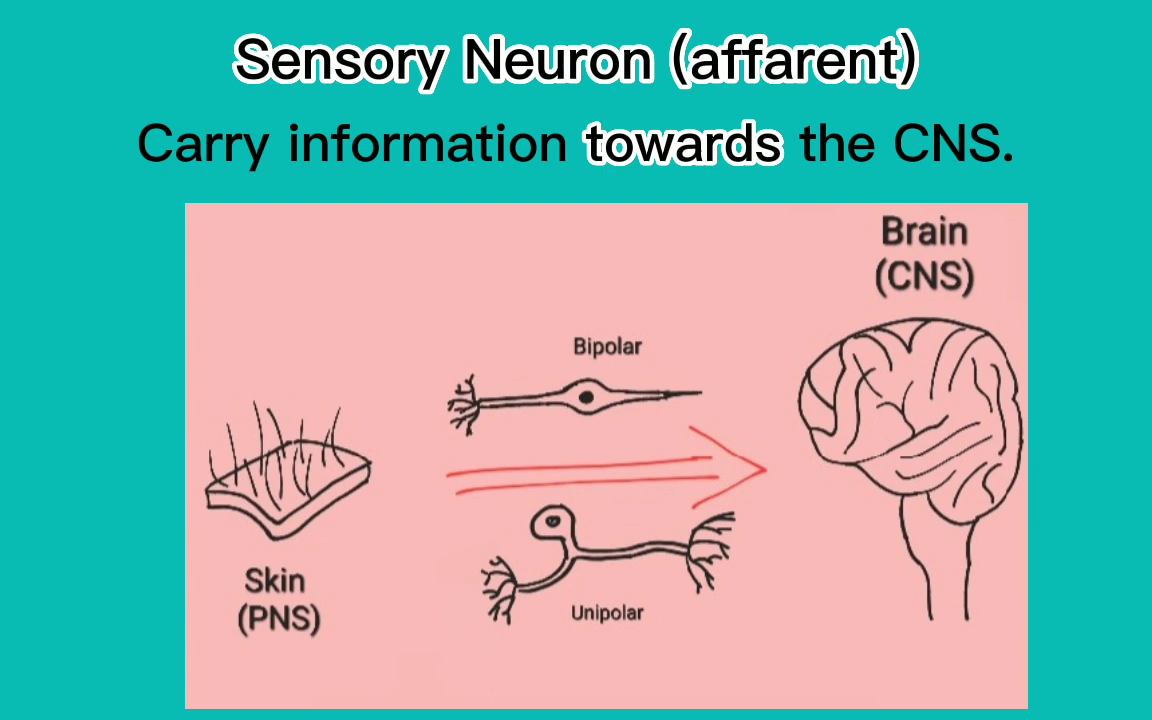 Sensory Neuron (affarent)
Carry information towards the CNS.
Brain
(CNS)
Bipolar
Skin
(PNS)
Unipolar